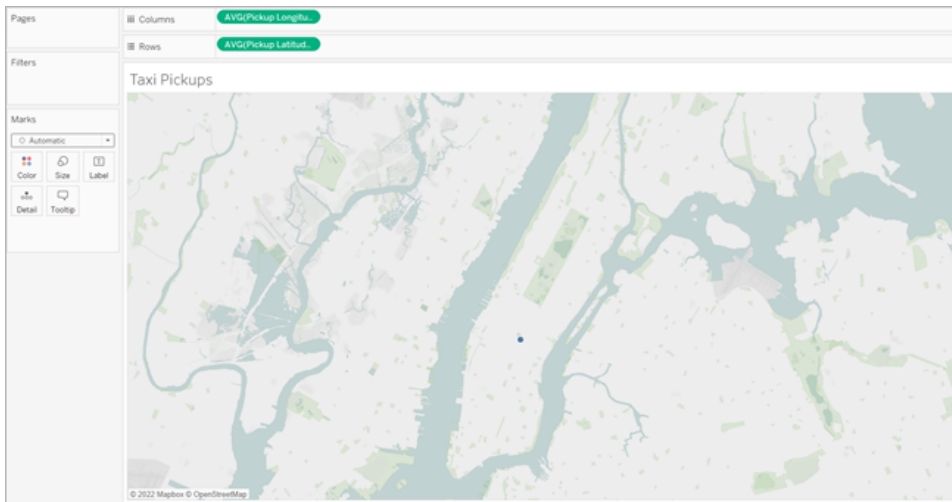 Pages
Columns
AVG(Pickup Longitu..
Rows
AVG(Pickup Latitud..
Filters
Taxi Pickups
Marks
Automatic
Color
Size
Label
Detail
Tooltip
© 2022 Mapbox © OpenStreetMap